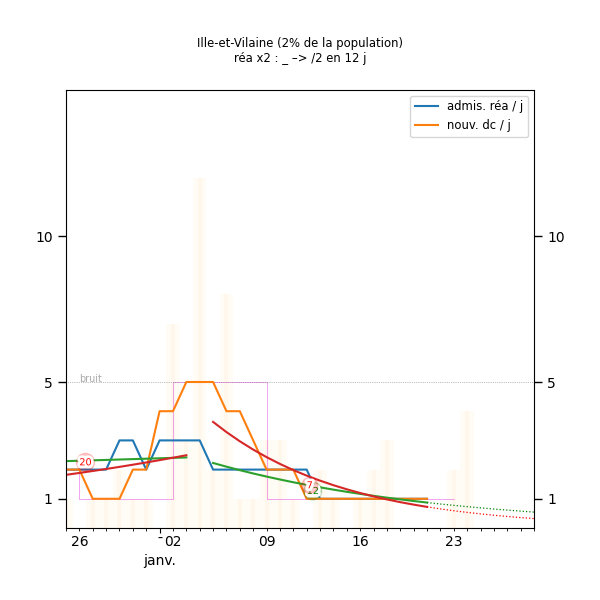 Ille-et-Vilaine (2% de la population)
réa x2 : _ –> /2 en 12 j
admis. réa / j
nouv. dc / j
10 10
bruit
5 5
20
7
12
1 1
26 02 09 16 23
janv.